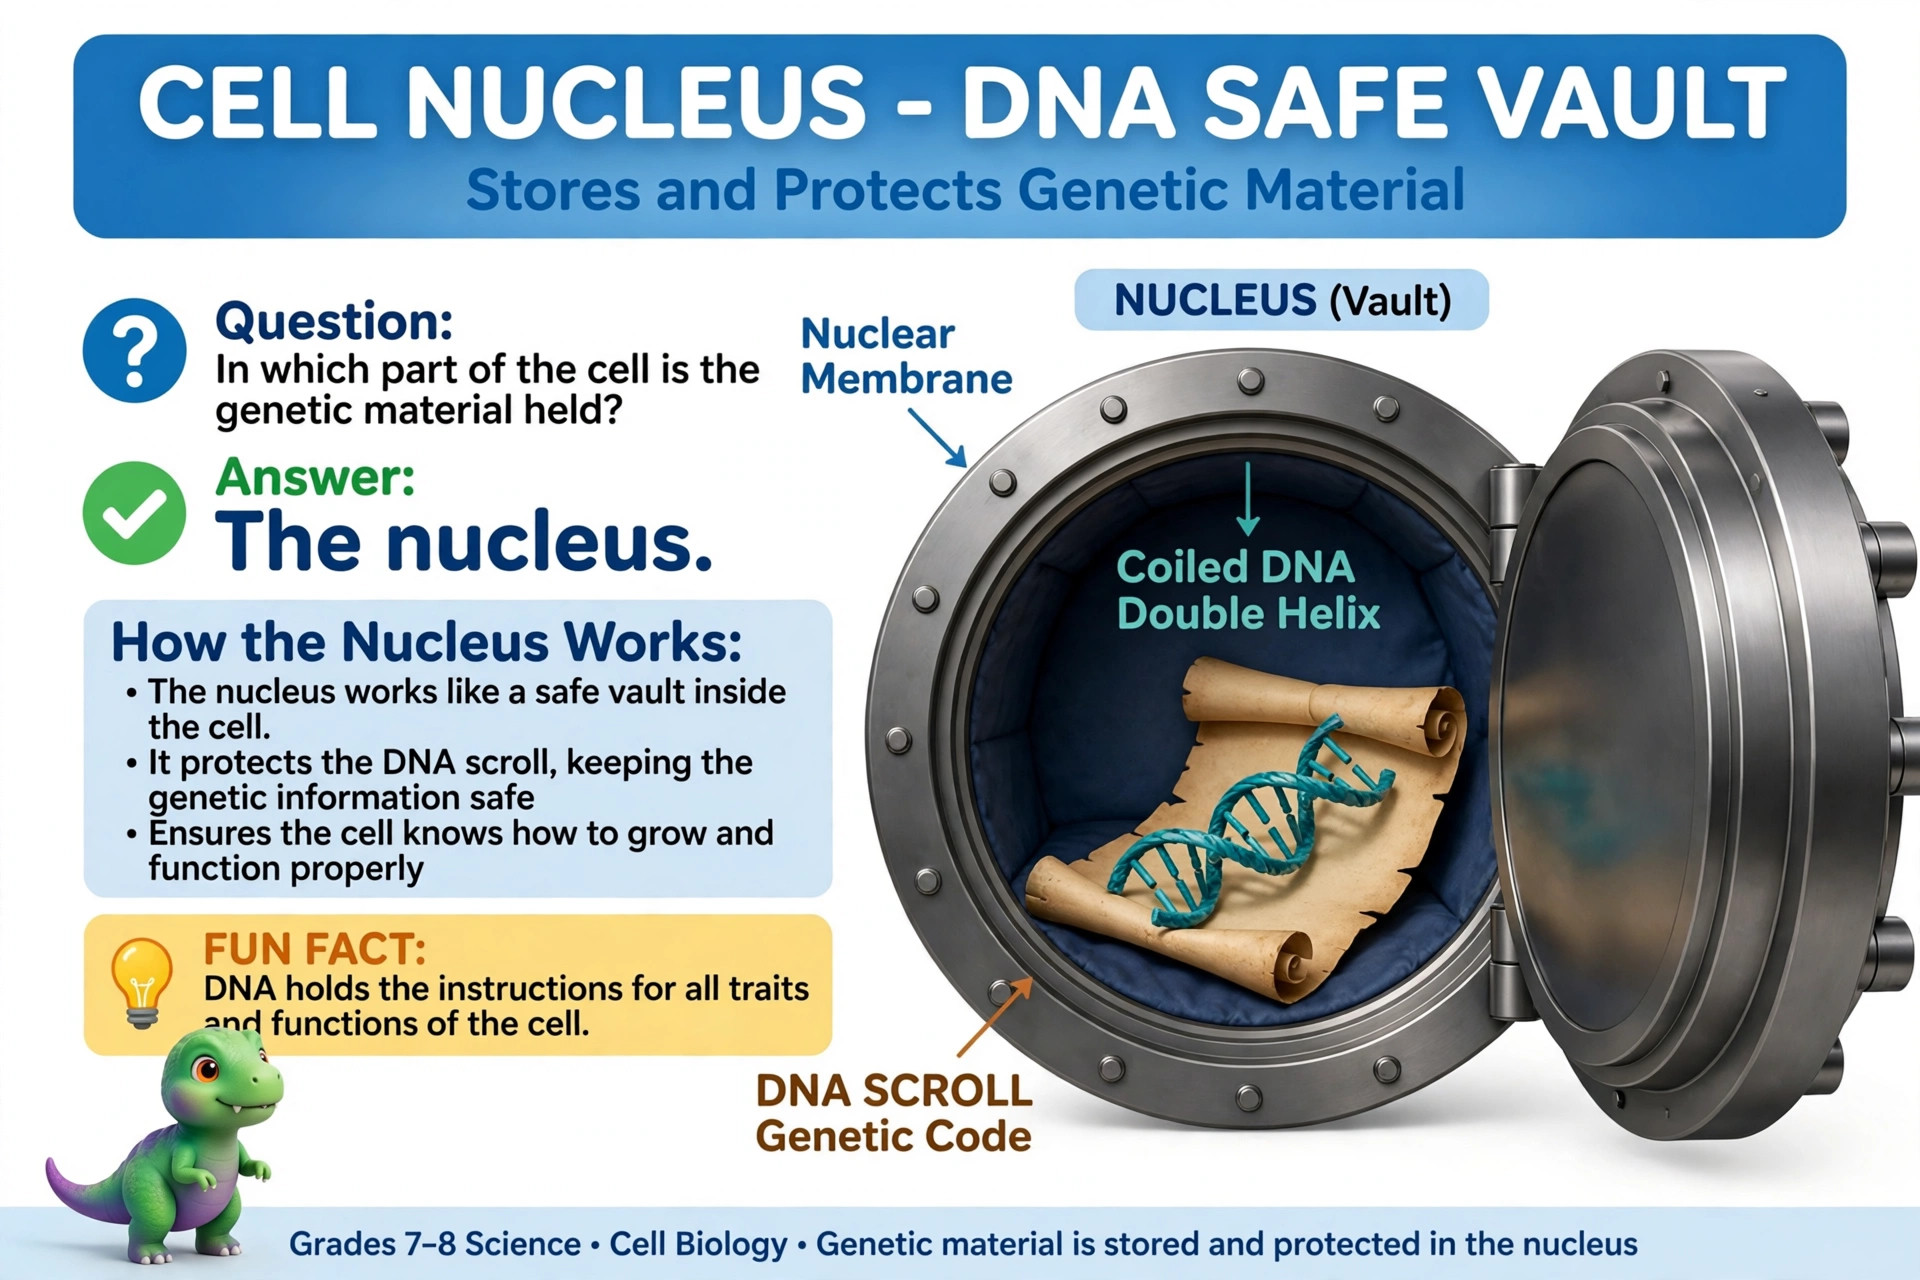 CELL NUCLEUS - DNA SAFE VAULT
Stores and Protects Genetic Material
Question:
In which part of the cell is the
genetic material held?
Answer:
The nucleus.
How the Nucleus Works:
• The nucleus works like a safe vault inside
the cell.
• It protects the DNA scroll, keeping the
genetic information safe
• Ensures the cell knows how to grow and
function properly
FUN FACT:
DNA holds the instructions for all traits
and functions of the cell.
NUCLEUS (Vault)
Nuclear
Membrane
Coiled DNA
Double Helix
DNA SCROLL
Genetic Code
Grades 7–8 Science • Cell Biology • Genetic material is stored and protected in the nucleus